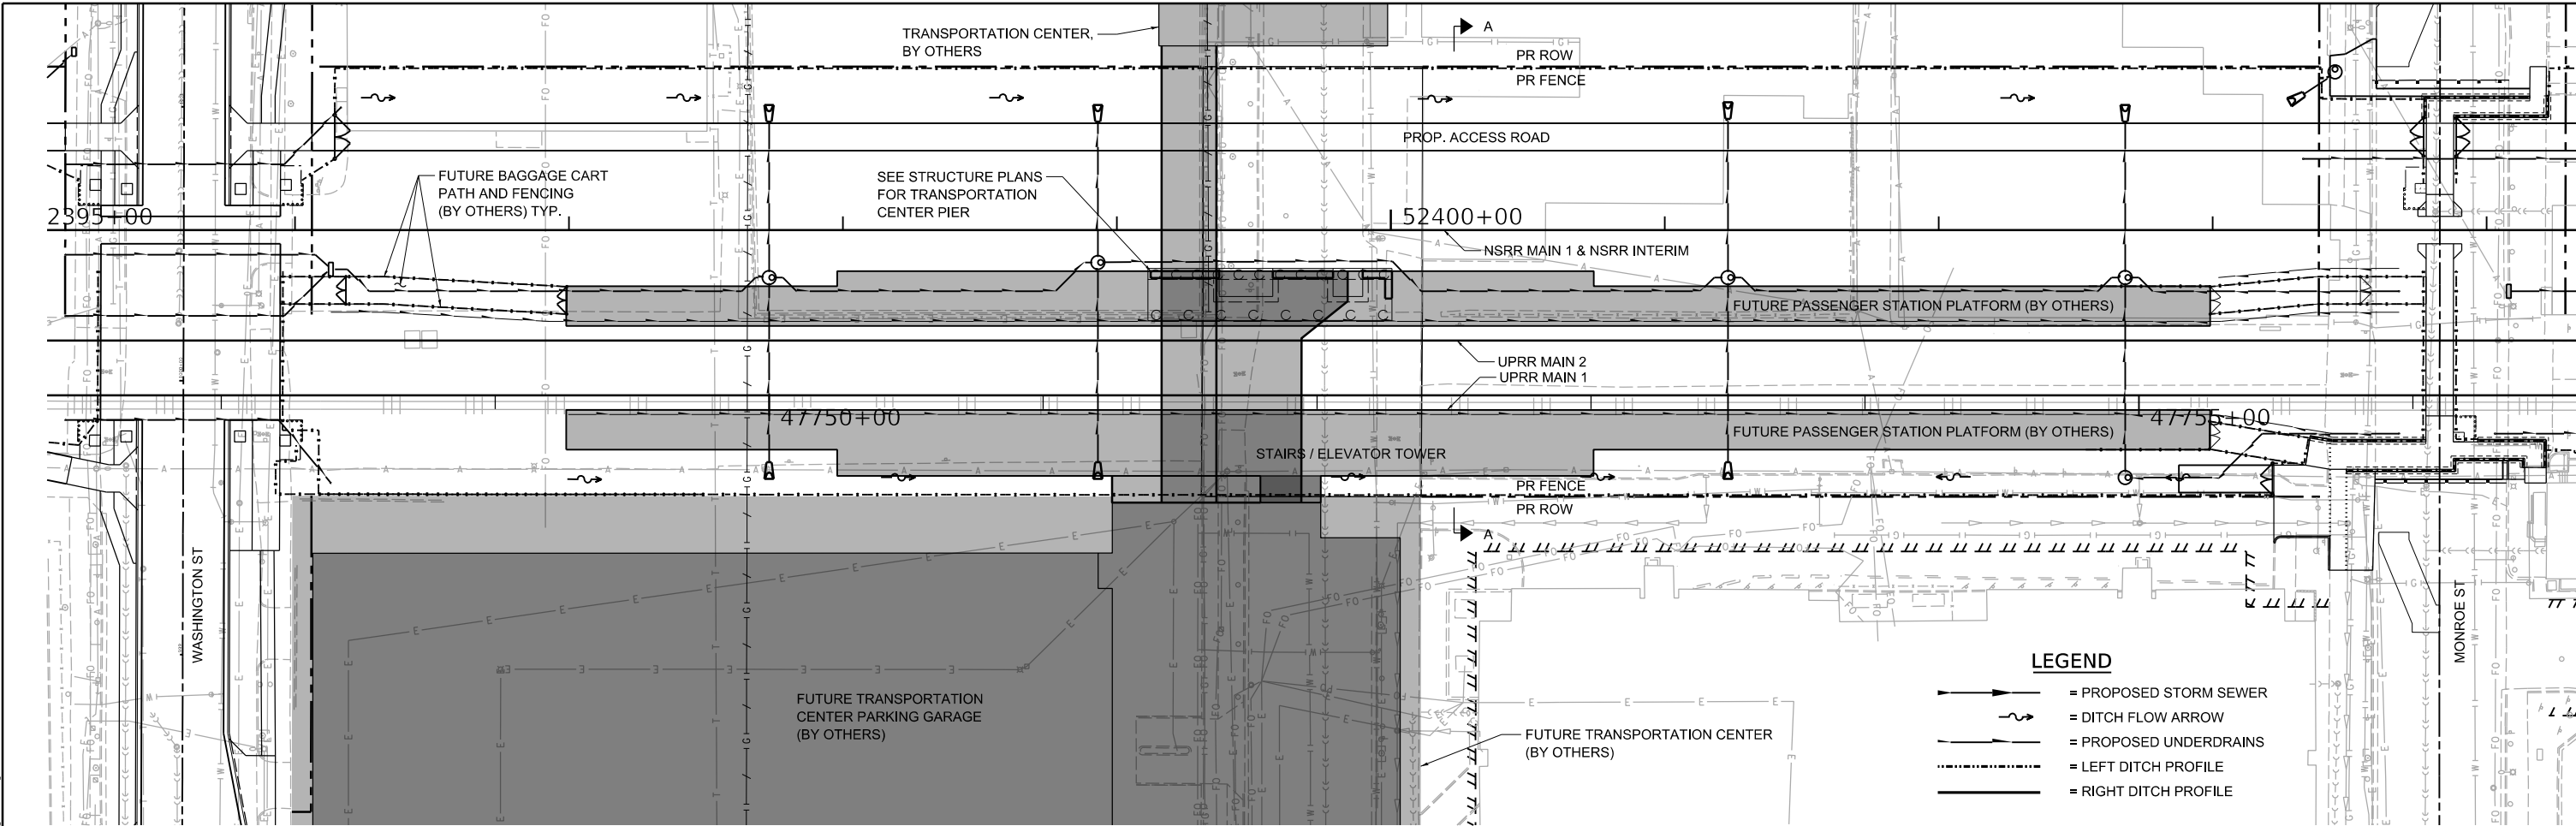 TRANSPORTATION CENTER,
BY OTHERS
A
PR ROW
PR FENCE
PROP. ACCESS ROAD
FUTURE BAGGAGE CART
PATH AND FENCING
(BY OTHERS) TYP.
SEE STRUCTURE PLANS
FOR TRANSPORTATION
CENTER PIER
2395+00
52400+00
NSRR MAIN 1 & NSRR INTERIM
FUTURE PASSENGER STATION PLATFORM (BY OTHERS)
UPRR MAIN 2
UPRR MAIN 1
47750+00
47755+00
FUTURE PASSENGER STATION PLATFORM (BY OTHERS)
STAIRS / ELEVATOR TOWER
PR FENCE
PR ROW
A
WASHINGTON ST
MONROE ST
FUTURE TRANSPORTATION
CENTER PARKING GARAGE
(BY OTHERS)
FUTURE TRANSPORTATION CENTER
(BY OTHERS)
LEGEND
= PROPOSED STORM SEWER
= DITCH FLOW ARROW
= PROPOSED UNDERDRAINS
= LEFT DITCH PROFILE
= RIGHT DITCH PROFILE